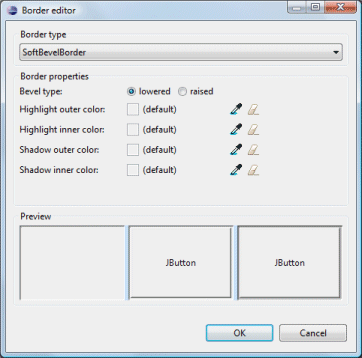 Border editor
Border type
SoftBevelBorder
Border properties
Bevel type: lowered raised
Highlight outer color: (default)
Highlight inner color: (default)
Shadow outer color: (default)
Shadow inner color: (default)
Preview
JButton JButton
OK Cancel